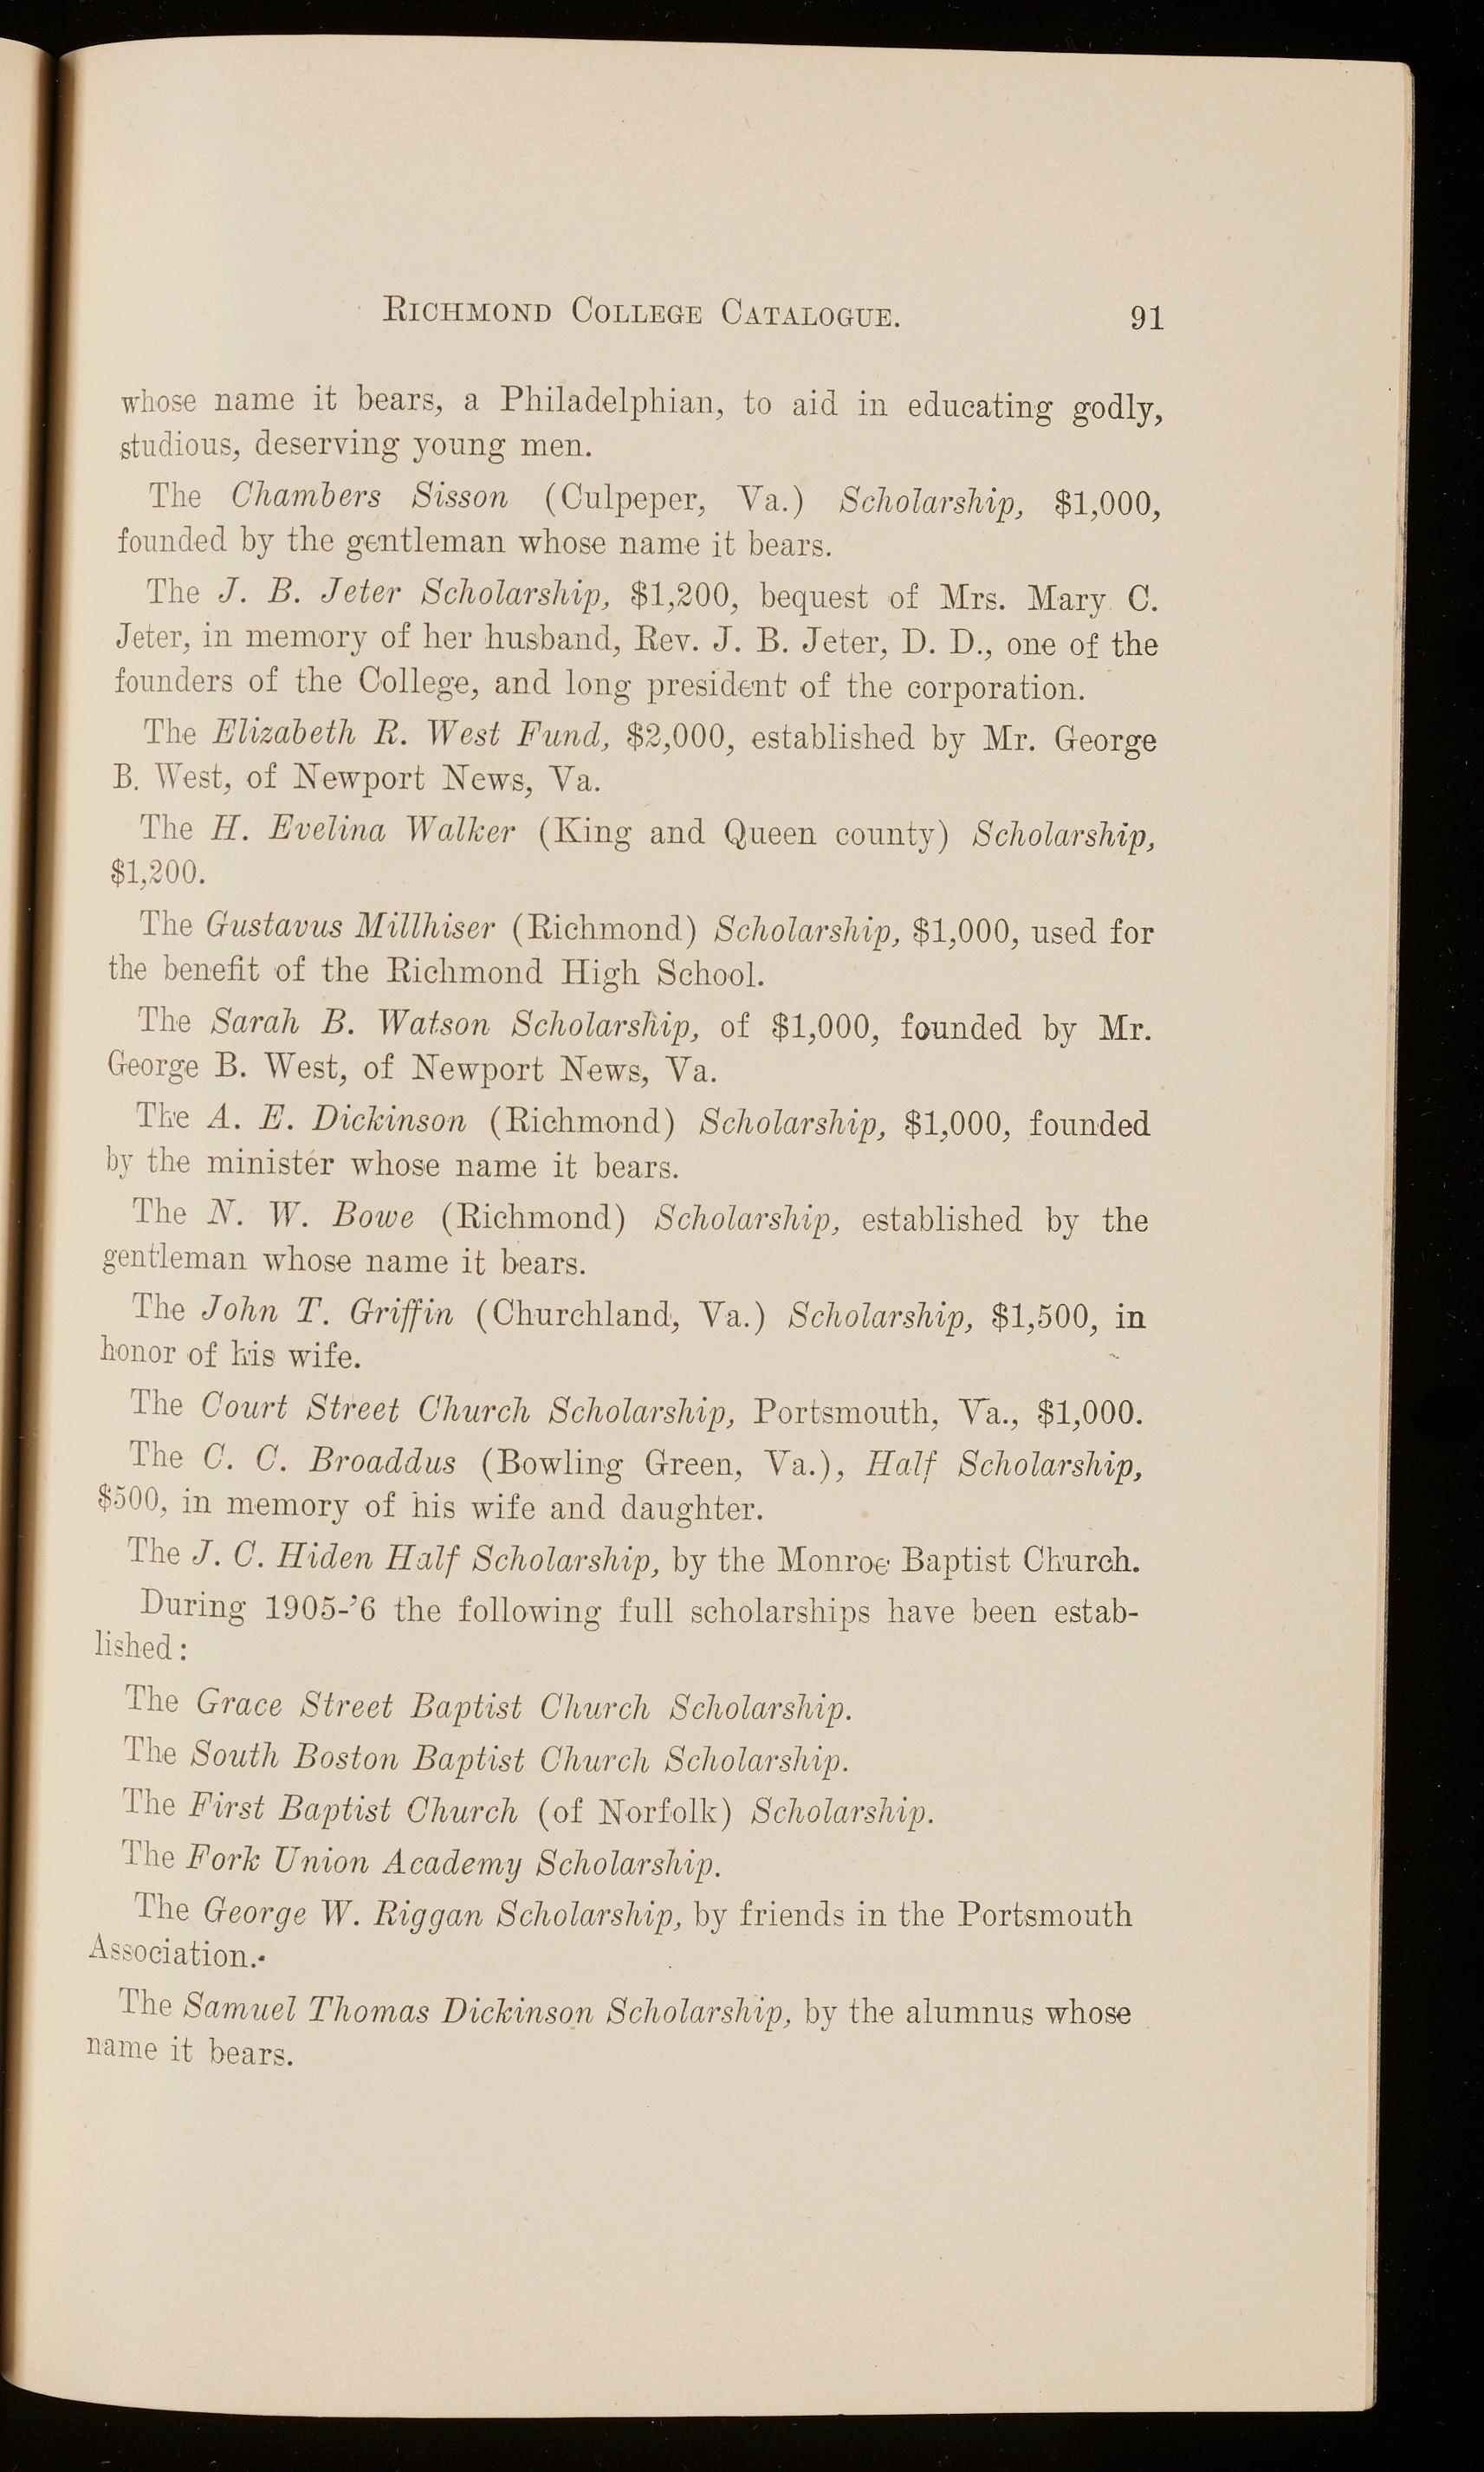 RICHMOND COLLEGE CATALOGUE. 91
whose name it bears, a Philadelphian, to aid in educating godly,
studious, deserving young men.
The Chambers Sisson (Culpeper, Va.) Scholarship, $1,000,
founded by the gentleman whose name it bears.
The J. B. Jeter Scholarship, $1,200, bequest of Mrs. Mary C.
Jeter, in memory of her husband, Rev. J. B. Jeter, D. D., one of the
founders of the College, and long president of the corporation.
The Elizabeth R. West Fund, $2,000, established by Mr. George
B. West, of Newport News, Va.
The H. Evelina Walker (King and Queen county) Scholarship,
$1,200.
The Gustavus Millhiser (Richmond) Scholarship, $1,000, used for
the benefit of the Richmond High School.
The Sarah B. Watson Scholarship, of $1,000, founded by Mr.
George B. West, of Newport News, Va.
The A. E. Dickinson (Richmond) Scholarship, $1,000, founded
by the minister whose name it bears.
The N. W. Bowe (Richmond) Scholarship, established by the
gentleman whose name it bears.
The John T. Griffin (Churchland, Va.) Scholarship, $1,500, in
honor of his wife.
The Court Street Church Scholarship, Portsmouth, Va., $1,000.
The C. C. Broaddus (Bowling Green, Va.), Half Scholarship,
$500, in memory of his wife and daughter.
The J. C. Hiden Half Scholarship, by the Monroe Baptist Church.
During 1905-'6 the following full scholarships have been estab-
lished:
The Grace Street Baptist Church Scholarship.
The South Boston Baptist Church Scholarship.
The First Baptist Church (of Norfolk) Scholarship.
The Fork Union Academy Scholarship.
The George W. Riggan Scholarship, by friends in the Portsmouth
Association.
The Samuel Thomas Dickinson Scholarship, by the alumnus whose
name it bears.